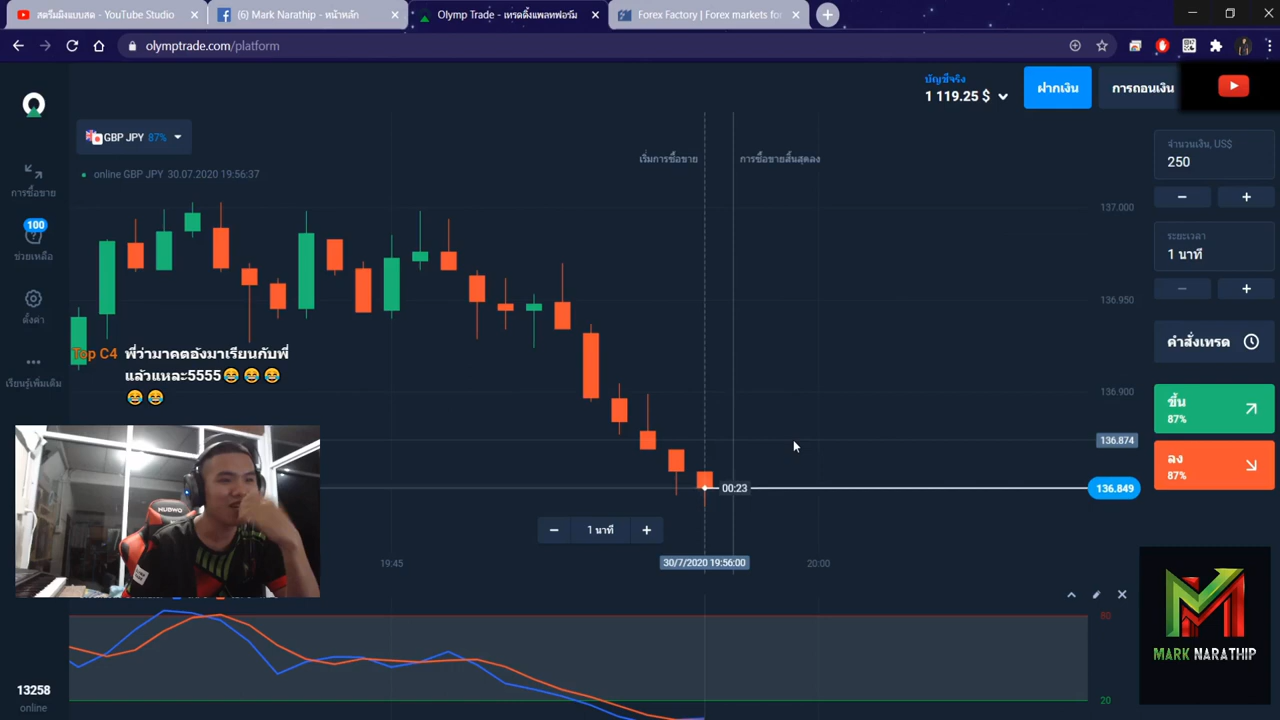 สตรีมมิงแบบสด - YouTube Studio
(6) Mark Narathip - หน้าหลัก
Olymp Trade - เทรดดิ้งแพลทฟอร์ม
Forex Factory | Forex markets for
olymptrade.com/platform
บัญชีจริง
1 119.25 $
ฝากเงิน
การถอนเงิน
GBP JPY 87%
เริ่มการซื้อขาย
การซื้อขายสิ้นสุดลง
online GBP JPY 30.07.2020 19:56:37
การซื้อขาย
100
ช่วยเหลือ
ตั้งค่า
เรียนรู้เพิ่มเติม
Top C4 พี่ว่ามาคตอังมาเรียนกับพี่
แล้วแหละ5555😂😂😂
😂😂
137.000
136.950
136.900
136.874
136.849
00:23
1 นาที
19:45
30/7/2020 19:56:00
20:00
80
20
จำนวนเงิน, US$
250
ระยะเวลา
1 นาที
คำสั่งเทรด
ขึ้น
87%
ลง
87%
NUBWO
MARK NARATHIP
13258
online